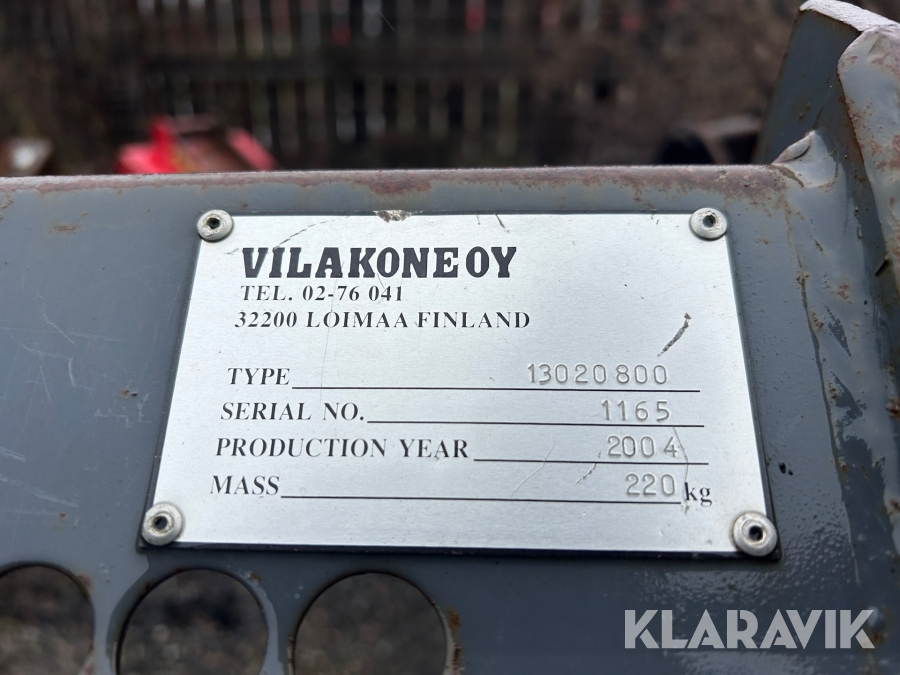 VILAKONE OY
TEL. 02-76 041
32200 LOIMAA FINLAND
TYPE 13020800
SERIAL NO. 1165
PRODUCTION YEAR 2004
MASS 220 kg
KLARAVIK